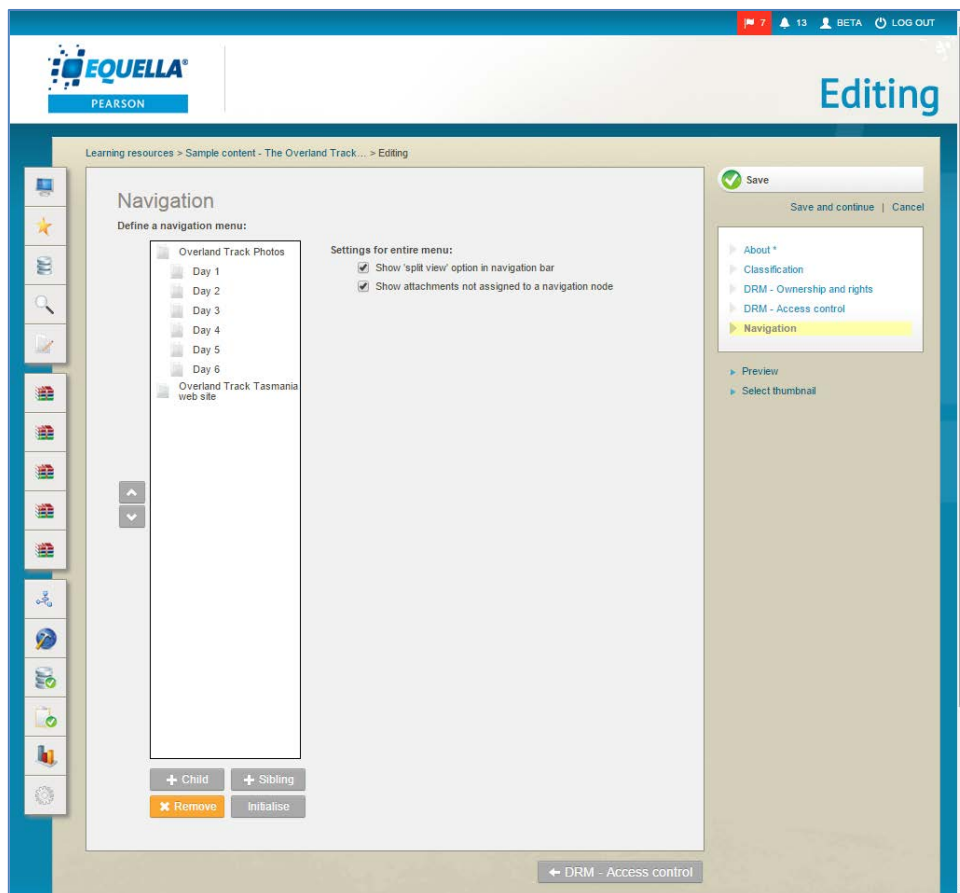 7 13 BETA LOG OUT
EQUELLA®
PEARSON
Editing
Learning resources > Sample content - The Overland Track... > Editing
Navigation
Define a navigation menu:
Overland Track Photos
Day 1
Day 2
Day 3
Day 4
Day 5
Day 6
Overland Track Tasmania
web site
Settings for entire menu:
Show 'split view' option in navigation bar
Show attachments not assigned to a navigation node
+ Child + Sibling
Remove Initialise
DRM - Access control
Save
Save and continue | Cancel
About *
Classification
DRM - Ownership and rights
DRM - Access control
Navigation
Preview
Select thumbnail